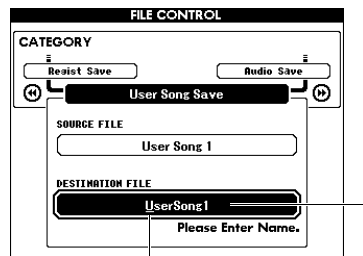 FILE CONTROL
CATEGORY
Regist Save
Audio Save
User Song Save
SOURCE FILE
User Song 1
DESTINATION FILE
UserSong1
Please Enter Name.